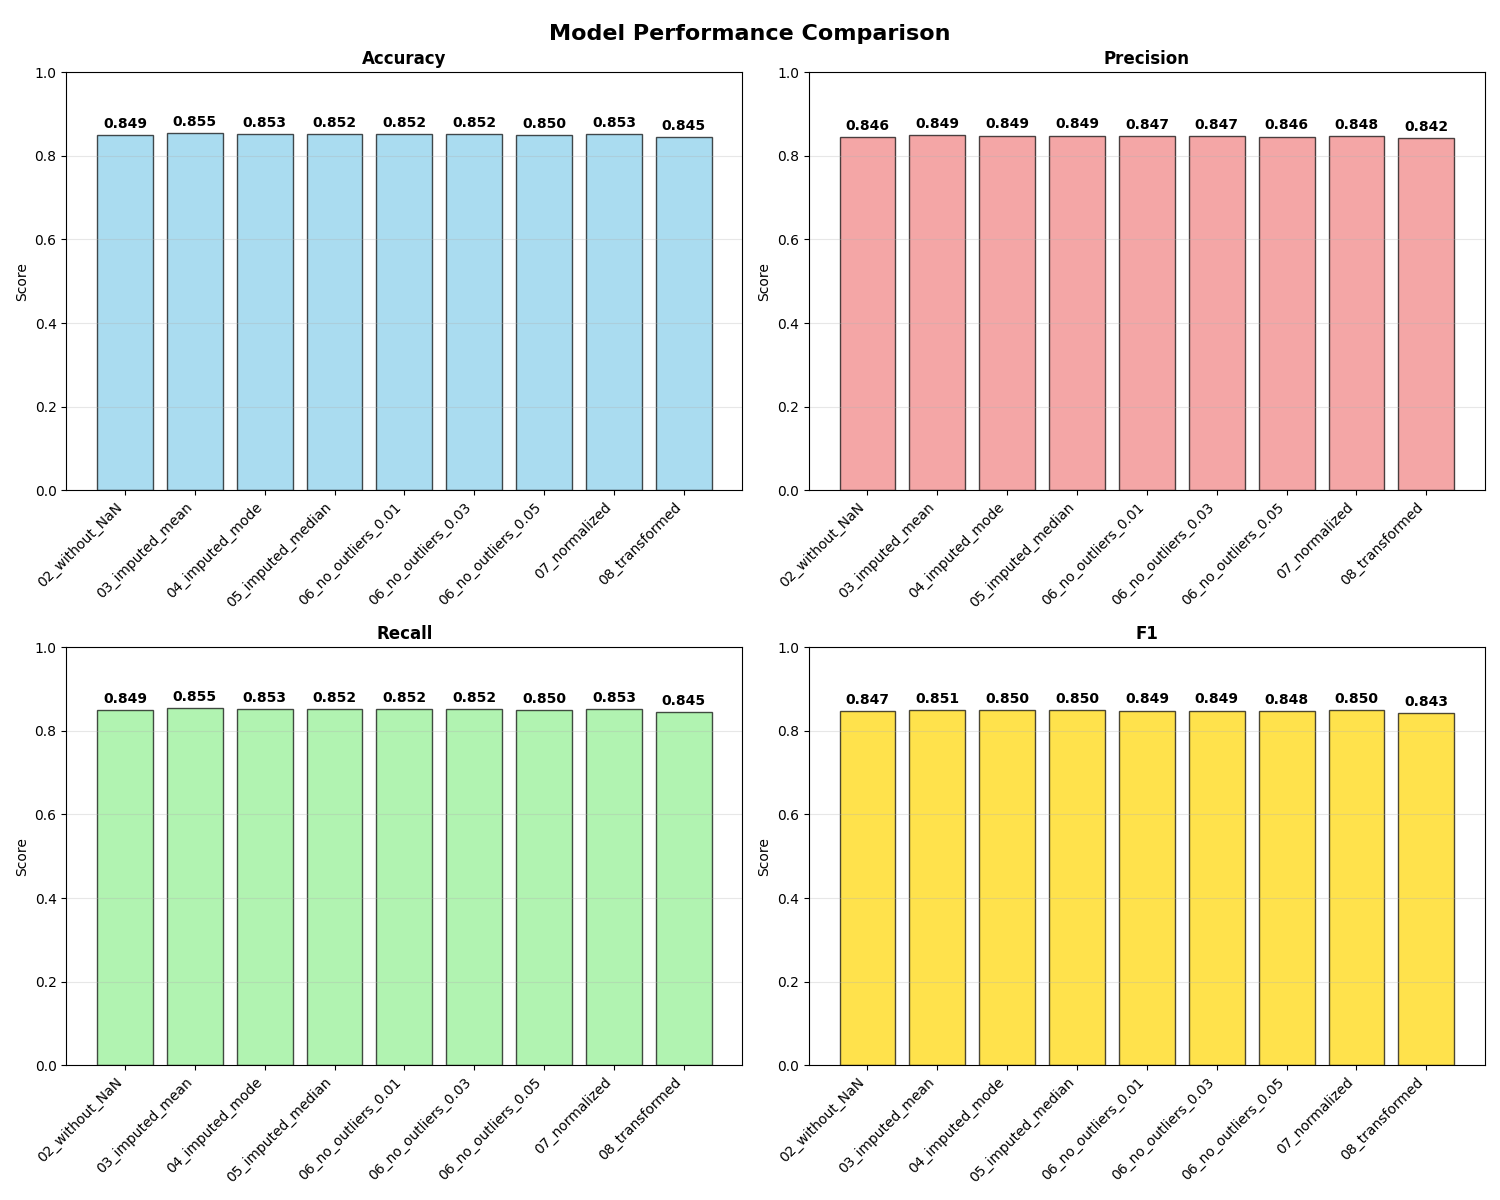 Model Performance Comparison
Accuracy
Score
1.0
0.8
0.6
0.4
0.2
0.0
0.849 0.855 0.853 0.852 0.852 0.852 0.850 0.853 0.845
02_without_NaN
03_imputed_mean
04_imputed_mode
05_imputed_median
06_no_outliers_0.01
06_no_outliers_0.03
06_no_outliers_0.05
07_normalized
08_transformed
Precision
Score
1.0
0.8
0.6
0.4
0.2
0.0
0.846 0.849 0.849 0.849 0.847 0.847 0.846 0.848 0.842
02_without_NaN
03_imputed_mean
04_imputed_mode
05_imputed_median
06_no_outliers_0.01
06_no_outliers_0.03
06_no_outliers_0.05
07_normalized
08_transformed
Recall
Score
1.0
0.8
0.6
0.4
0.2
0.0
0.849 0.855 0.853 0.852 0.852 0.852 0.850 0.853 0.845
02_without_NaN
03_imputed_mean
04_imputed_mode
05_imputed_median
06_no_outliers_0.01
06_no_outliers_0.03
06_no_outliers_0.05
07_normalized
08_transformed
F1
Score
1.0
0.8
0.6
0.4
0.2
0.0
0.847 0.851 0.850 0.850 0.849 0.849 0.848 0.850 0.843
02_without_NaN
03_imputed_mean
04_imputed_mode
05_imputed_median
06_no_outliers_0.01
06_no_outliers_0.03
06_no_outliers_0.05
07_normalized
08_transformed